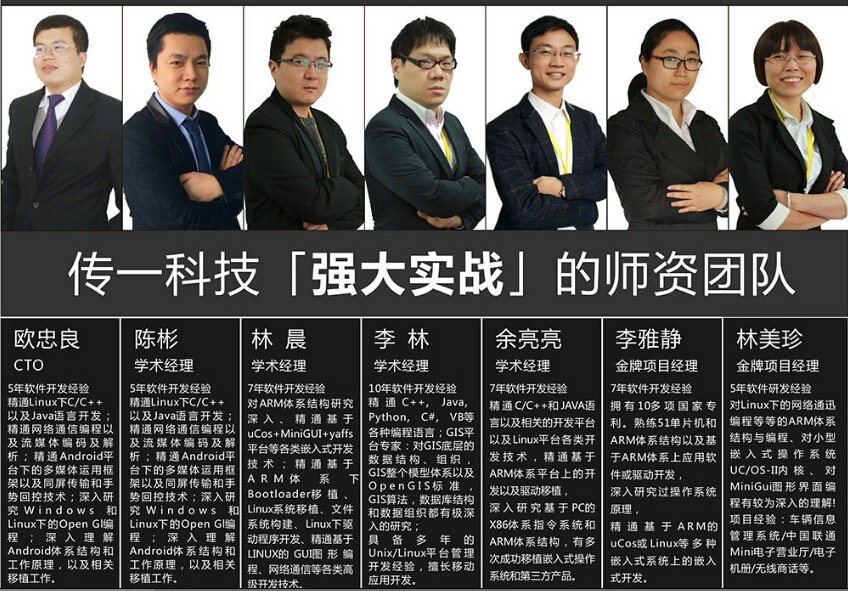 传一科技「强大实战」的师资团队
欧忠良
CTO
5年软件开发经验
精通Linux下C/C++
以及Java语言开发；
精通网络通信编程以
及流媒体编码及解
析；精通Android平
台下的多媒体运用框
架以及同屏传输和手
势回控技术；深入研
究Windows和
Linux下的Open GI编
程；深入理解
Android体系结构和
工作原理，以及相关
移植工作。
陈彬
学术经理
5年软件开发经验
精通Linux下C/C++
以及Java语言开发；
精通网络通信编程以
及流媒体编码及解
析；精通Android平
台下的多媒体运用框
架以及同屏传输和手
势回控技术；深入研
究Windows和
Linux下的Open GI编
程；深入理解
Android体系结构和
工作原理，以及相关
移植工作。
林 晨
学术经理
7年软件开发经验
对ARM体系结构研究
深入、精通基于
uCos+MiniGUI+yaffs
平台等各类嵌入式开发
技术；精通基于
ARM体系下
Bootloader移植、
Linux系统移植、文件
系统构建、Linux下驱
动程序开发、精通基于
LINUX的GUI图形编
程、网络通信等各类高
级开发技术。
李 林
学术经理
10年软件开发经验
精通C++, Java,
Python, C#, VB等
各种编程语言；GIS平
台专家：对GIS底层的
数据结构、组织，
GIS整个模型体系以及
OpenGIS标准，
GIS算法，数据库结构
和数据组织都有极深
入的研究；
具备多年的
Unix/Linux平台管理
开发经验，擅长移动
应用开发。
余亮亮
学术经理
7年软件开发经验
精通C/C++和JAVA语
言以及相关的开发平台
以及Linux平台各类开
发技术，精通基于
ARM体系平台上的开
发以及驱动移植，
深入研究基于PC的
X86体系指令系统和
ARM体系结构，有多
次成功移植嵌入式操作
系统和第三方产品。
李雅静
金牌项目经理
7年软件开发经验
拥有10多项国家专
利。熟练51单片机和
ARM体系结构以及基
于ARM体系上应用软
件或驱动开发，
深入研究过操作系统
原理，
精通基于ARM的
uCos或Linux等多种
嵌入式系统上的嵌入
式开发。
林美珍
金牌项目经理
5年软件研发经验
对Linux下的网络通迅
编程等等的ARM体系
结构与编程、对小型
嵌入式操作系统
UC/OS-II内核、对
MiniGui图形界面编
程有较为深入的理解!
项目经验：车辆信息
管理系统/中国联通
Mini电子营业厅/电子
机册/无线商话等。